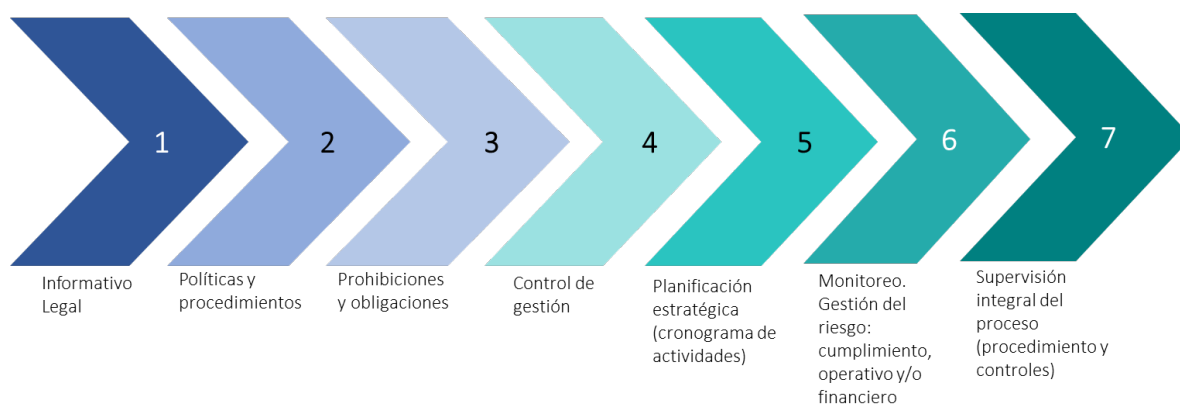 1
2
3
4
5
6
7
Informativo
Legal
Políticas y
procedimientos
Prohibiciones
y obligaciones
Control de
gestión
Planificación
estratégica
(cronograma de
actividades)
Monitoreo.
Gestión del
riesgo:
cumplimiento,
operativo y/o
financiero
Supervisión
integral del
proceso
(procedimiento y
controles)